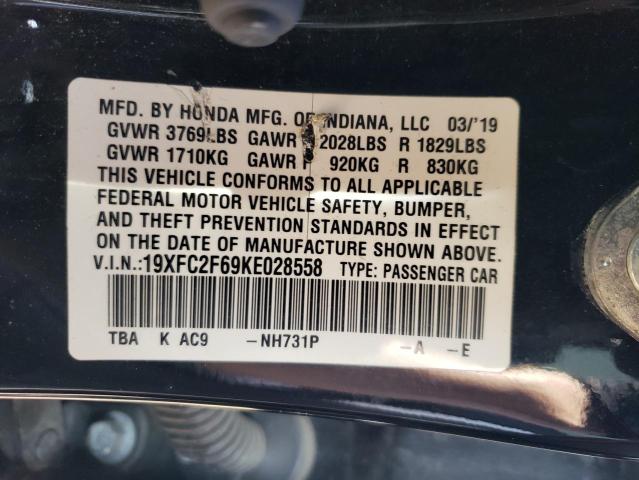 MFD. BY HONDA MFG. OF INDIANA, LLC 03/'19
GVWR 3769LBS GAWR F 2028LBS R 1829LBS
GVWR 1710KG GAWR F 920KG R 830KG
THIS VEHICLE CONFORMS TO ALL APPLICABLE
FEDERAL MOTOR VEHICLE SAFETY, BUMPER,
AND THEFT PREVENTION STANDARDS IN EFFECT ON
THE DATE OF MANUFACTURE SHOWN ABOVE.
V.I.N.:19XFC2F69KE028558 TYPE: PASSENGER CAR
TBA K AC9 -NH731P -A -E